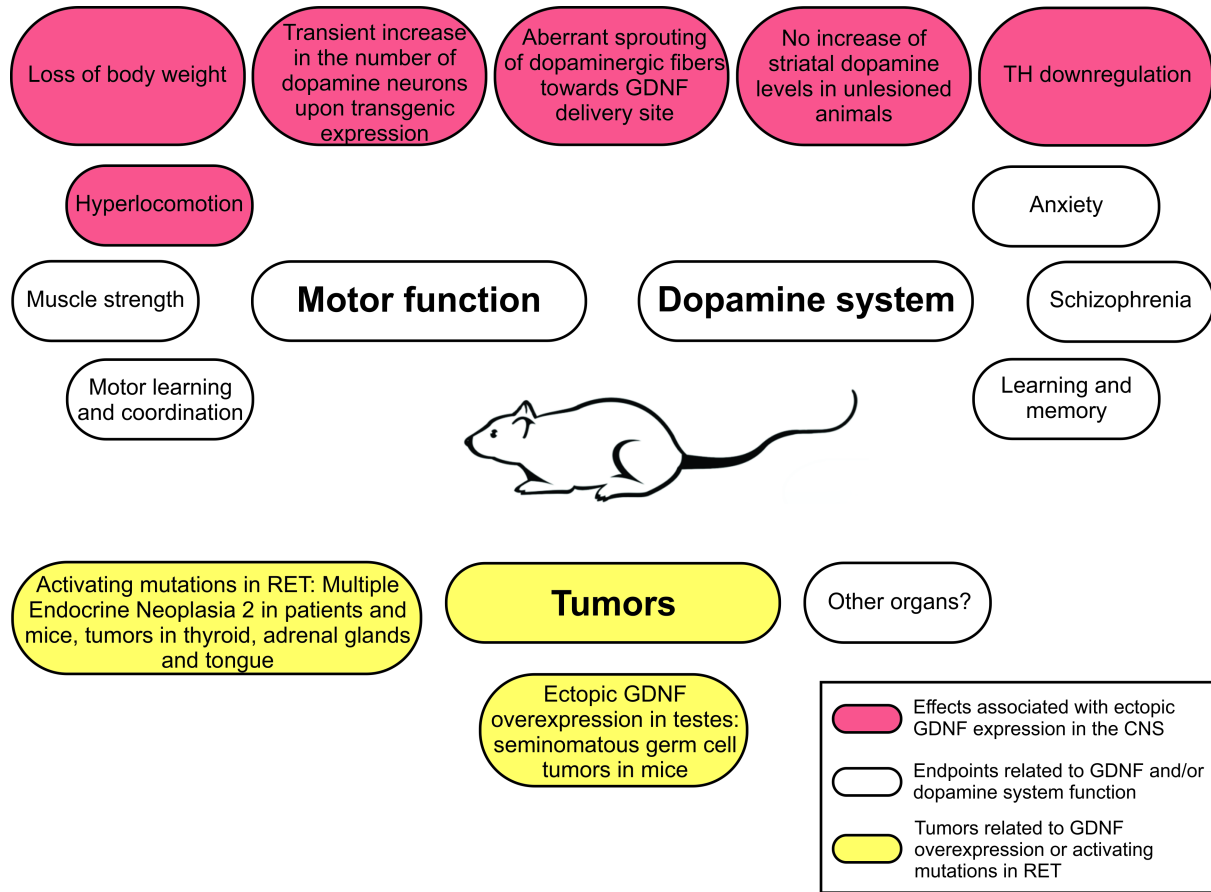 Loss of body weight
Transient increase
in the number of
dopamine neurons
upon transgenic
expression
Aberrant sprouting
of dopaminergic fibers
towards GDNF
delivery site
No increase of
striatal dopamine
levels in unlesioned
animals
TH downregulation
Hyperlocomotion
Anxiety
Muscle strength
Motor function
Dopamine system
Schizophrenia
Motor learning
and coordination
Learning and
memory
Activating mutations in RET: Multiple
Endocrine Neoplasia 2 in patients and
mice, tumors in thyroid, adrenal glands
and tongue
Tumors
Other organs?
Ectopic GDNF
overexpression in testes:
seminomatous germ cell
tumors in mice
Effects associated with ectopic
GDNF expression in the CNS
Endpoints related to GDNF and/or
dopamine system function
Tumors related to GDNF
overexpression or activating
mutations in RET